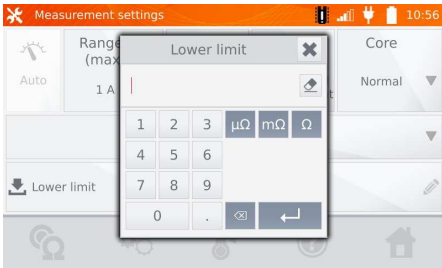 Measurement settings 10:56
Range
(max
Lower limit
Core
Auto
1 A
t
Normal
1 2 3 µΩ mΩ Ω
4 5 6
Lower limit
7 8 9
0 .
Ω